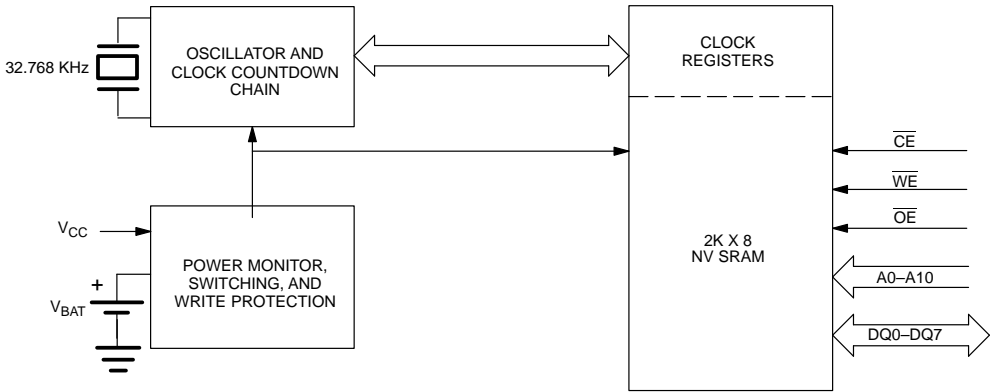 32.768 KHz
OSCILLATOR AND
CLOCK COUNTDOWN
CHAIN
CLOCK
REGISTERS
CE
WE
OE
A0–A10
DQ0–DQ7
2K X 8
NV SRAM
VCC
POWER MONITOR,
SWITCHING, AND
WRITE PROTECTION
+
VBAT